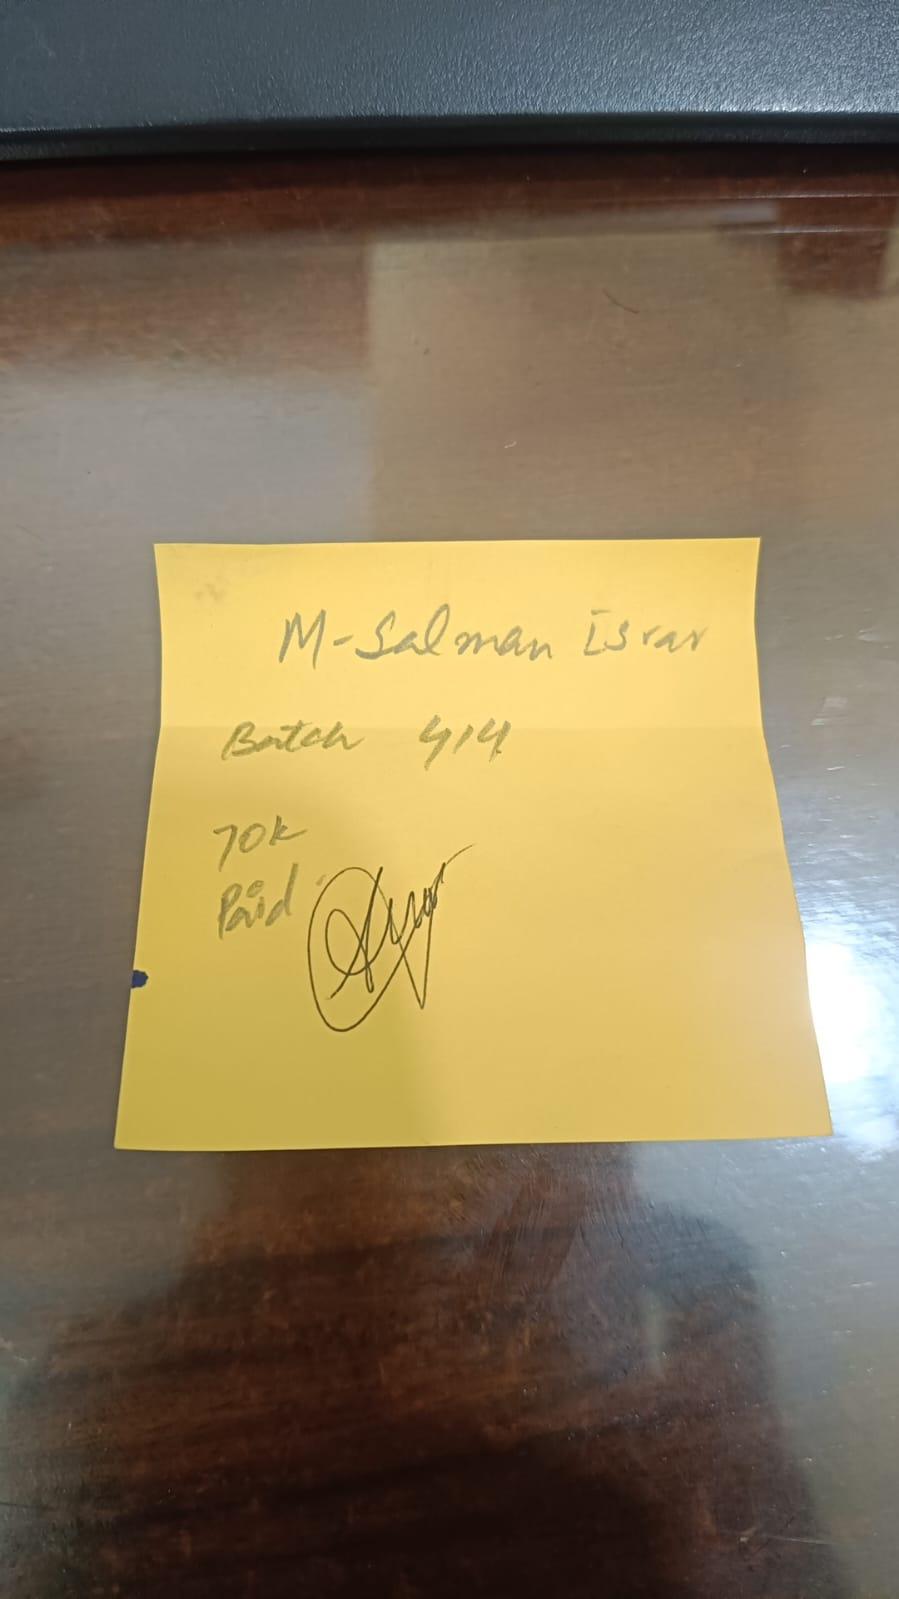 M-Salman Israr
Batch 414
70k
Paid.